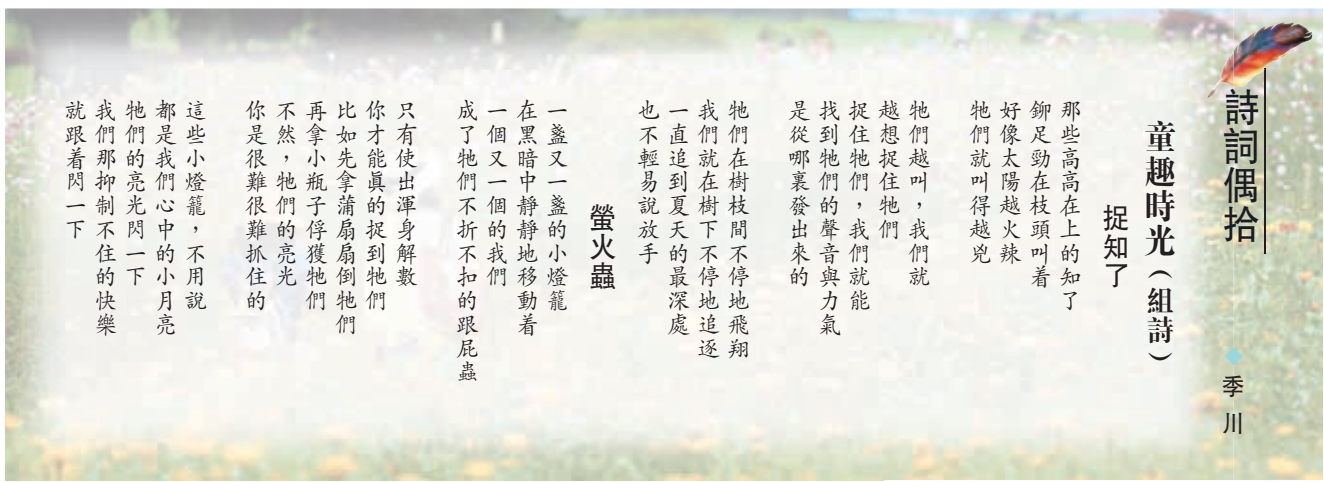 詩詞偶拾
季川
童趣時光（組詩）
捉知了
那些高高在上的知了
鉚足勁在枝頭叫着
好像太陽越火辣
牠們就叫得越兇
牠們越叫，我們就
越想捉住牠們
捉住牠們，我們就能
找到牠們的聲音與力氣
是從哪裏發出來的
牠們在樹枝間不停地飛翔
我們就在樹下不停地追逐
一直追到夏天的最深處
也不輕易說放手
螢火蟲
一盞又一盞的小燈籠
在黑暗中靜靜地移動着
一個又一個的我們
成了牠們不折不扣的跟屁蟲
只有使出渾身解數
你才能真的捉到牠們
比如先拿蒲扇扇倒牠們
再拿小瓶子俘獲牠們
不然，牠們的亮光
你是很難很難抓住的
這些小燈籠，不用說
都是我們心中的小月亮
牠們的亮光閃一下
我們那抑制不住的快樂
就跟着閃一下